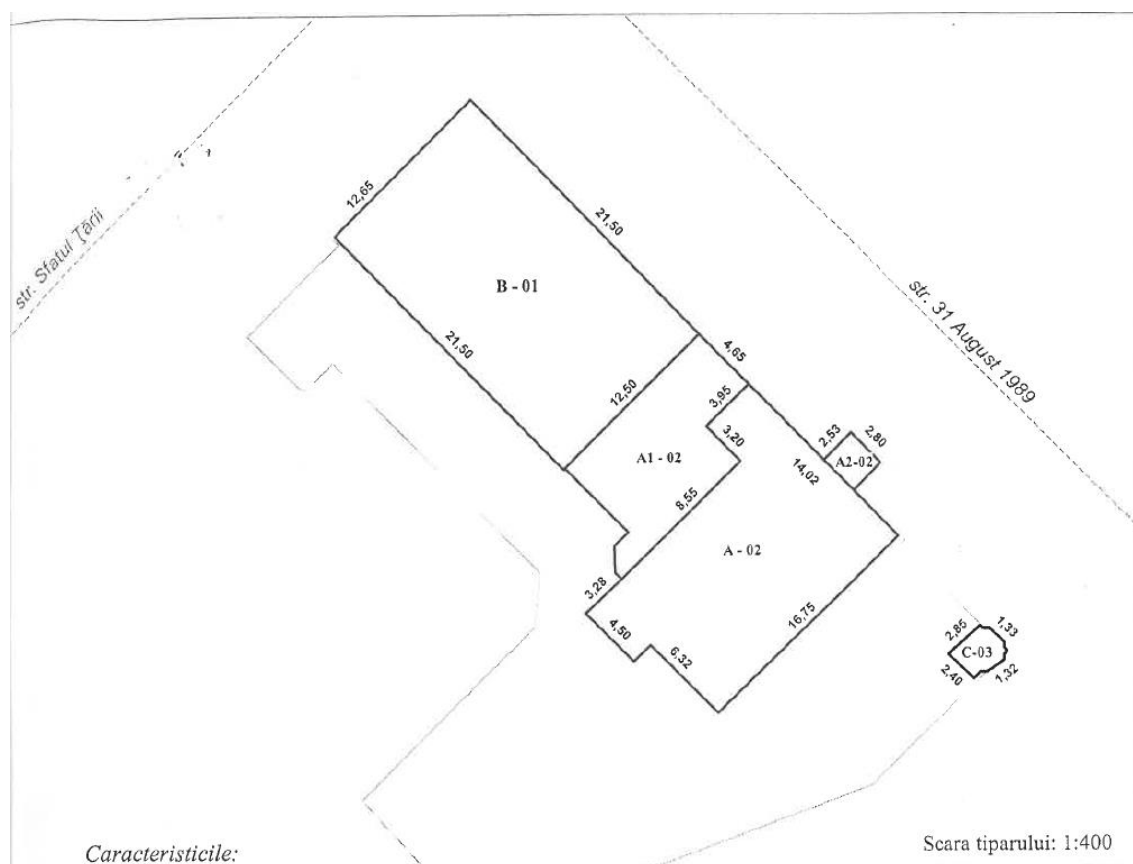 str. Sfatul Țării
12,65
21,50
B - 01
21,50
str. 31 August 1989
4,65
12,50
3,95
3,20
2,53
2,80
A2-02
14,02
A1 - 02
8,55
A - 02
3,28
4,50
6,32
16,75
2,85
1,33
C-03
2,40
1,32
Caracteristicile:
Scara tiparului: 1:400